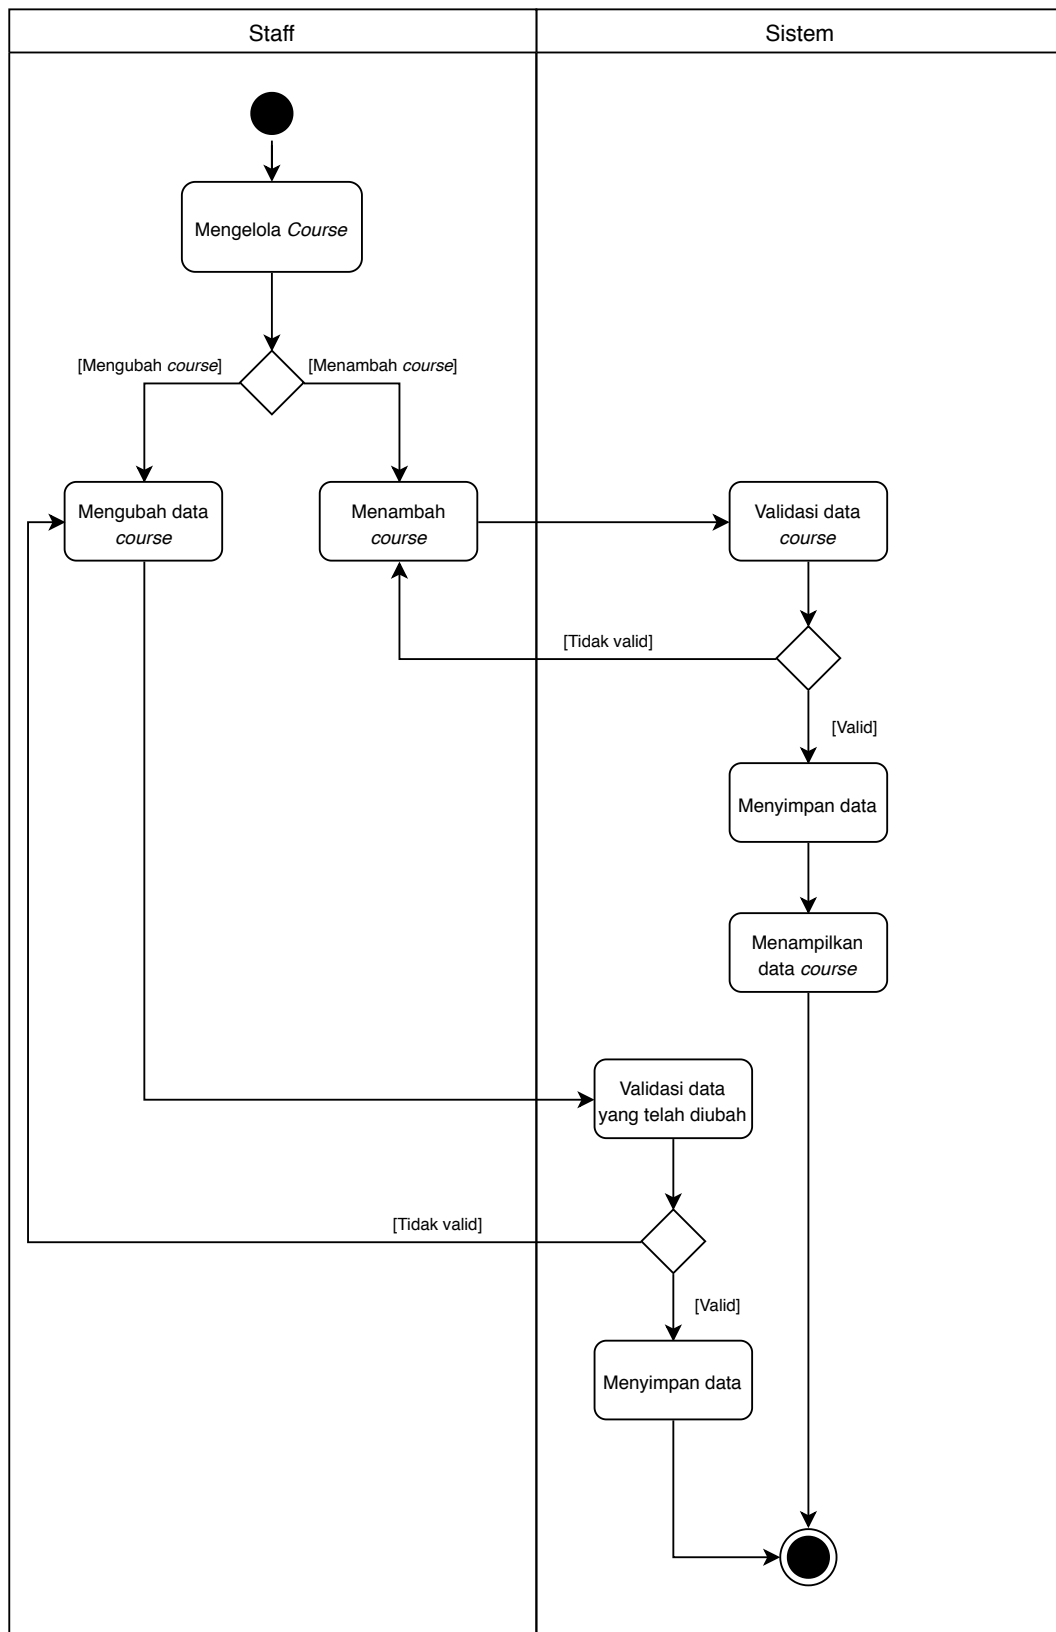 Staff
Sistem
Mengelola Course
[Mengubah course]
[Menambah course]
Mengubah data
course
Menambah
course
Validasi data
course
[Tidak valid]
[Valid]
Menyimpan data
Menampilkan
data course
Validasi data
yang telah diubah
[Tidak valid]
[Valid]
Menyimpan data